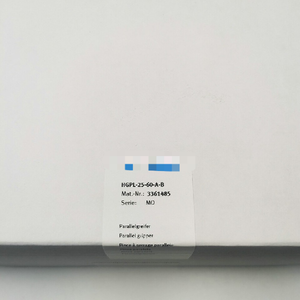 HGPL-25-60-A-B
Mat.-Nr.: 3361485
Serie: MO
Parallelgreifer
Parallel gripper